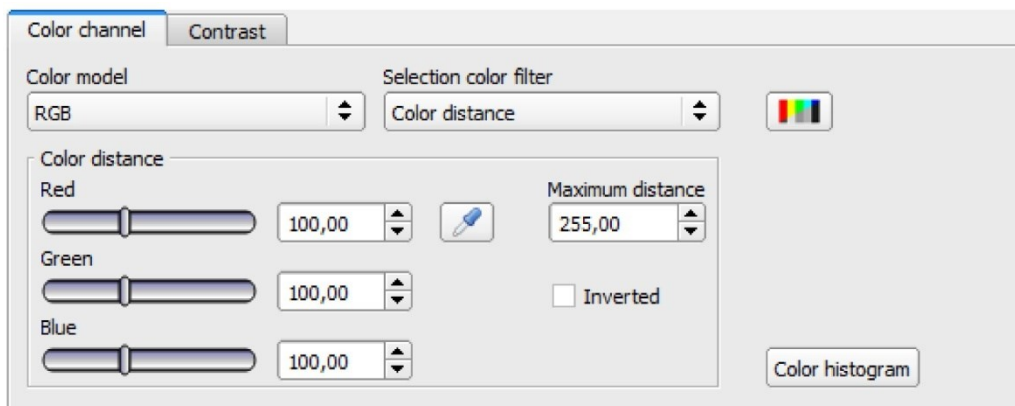 Color channel
Contrast
Color model
Selection color filter
RGB
Color distance
Color distance
Red
Maximum distance
100,00
255,00
Green
100,00
Inverted
Blue
100,00
Color histogram